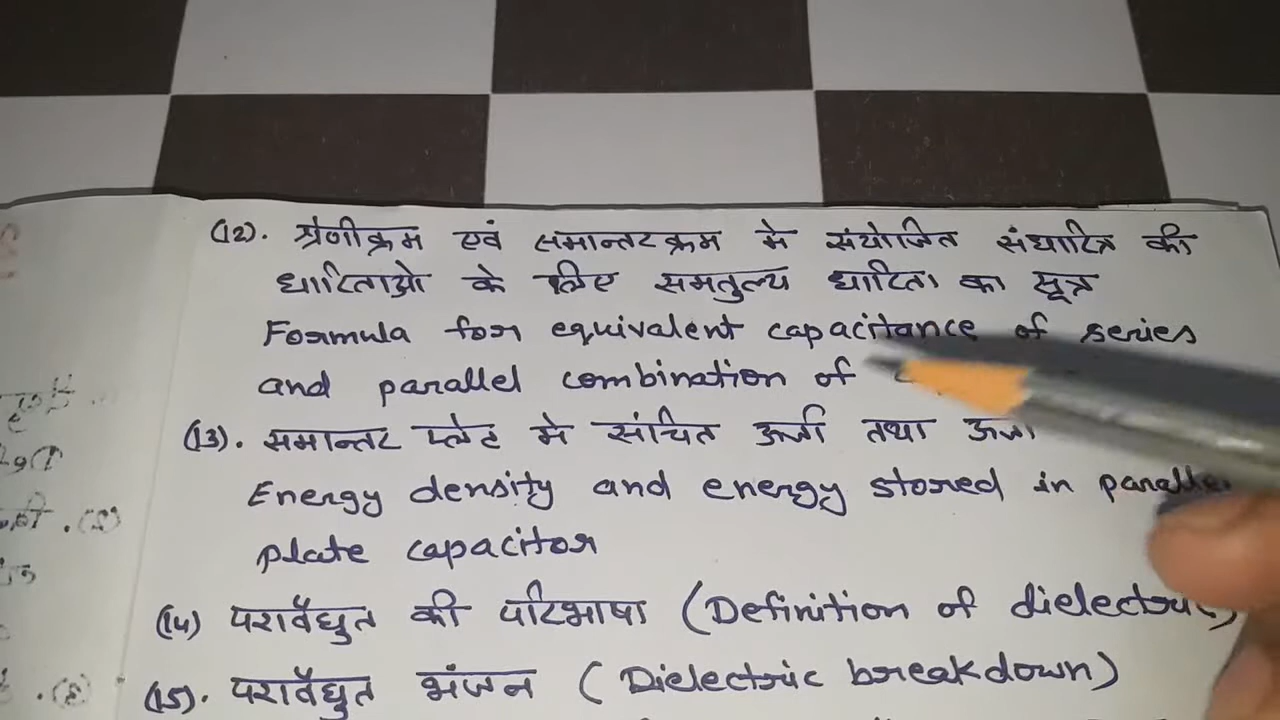 (12). श्रेणीक्रम एवं समान्तरक्रम मे संयोजित संधारित्र की
धारिताओ के लिए समतुल्य धारिता का सूत्र
Formula for equivalent capacitance of series
and parallel combination of
(13). समान्तर प्लेट मे संचित ऊर्जा तथा ऊर्जा
Energy density and energy stored in parallel
plate capacitor
(14) परावैधुत की परिभाषा (Definition of dielectric)
(15). परावैधुत भंजन (Dielectric breakdown)